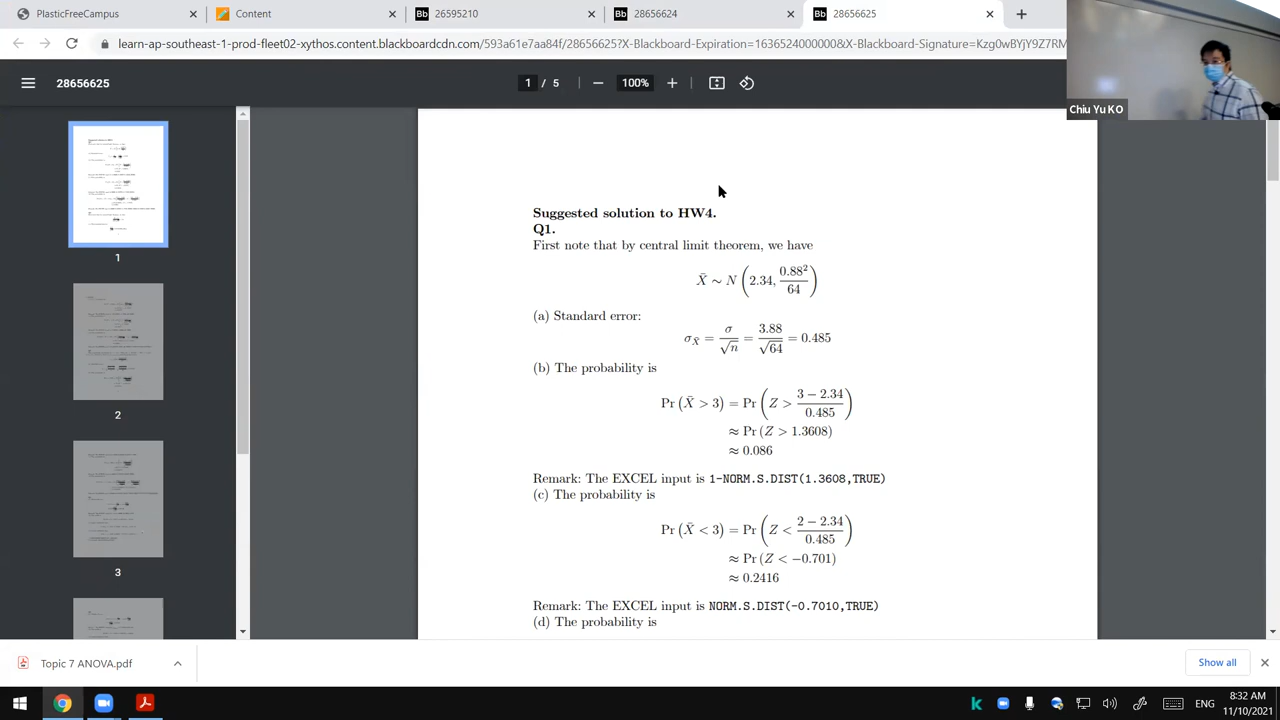 PlasticFreeCampus
Content
Bb 26595210
Bb 28656624
Bb 28656625
learn-ap-southeast-1-prod-fleet02-xythos.content.blackboardcdn.com/593a61e7aa84f/28656625?X-Blackboard-Expiration=1636524000000&X-Blackboard-Signature=Kzg0wBYjY9Z7RM
28656625
1 / 5
100%
Chiu Yu KO
1
2
3
Suggested solution to HW4.
Q1.
First note that by central limit theorem, we have
X̄ ∼ N (2.34, 0.88²/64)
(a) Standard error:
σ_X̄ = σ/√n = 3.88/√64 = 0.485
(b) The probability is
Pr (X̄ > 3) = Pr (Z > (3 − 2.34)/0.485)
≈ Pr (Z > 1.3608)
≈ 0.086
Remark: The EXCEL input is 1-NORM.S.DIST(1.3608,TRUE)
(c) The probability is
Pr (X̄ < 3) = Pr (Z < (2 − 2.34)/0.485)
≈ Pr (Z < −0.701)
≈ 0.2416
Remark: The EXCEL input is NORM.S.DIST(-0.7010,TRUE)
(d) The probability is
Topic 7 ANOVA.pdf
Show all
ENG
8:32 AM
11/10/2021